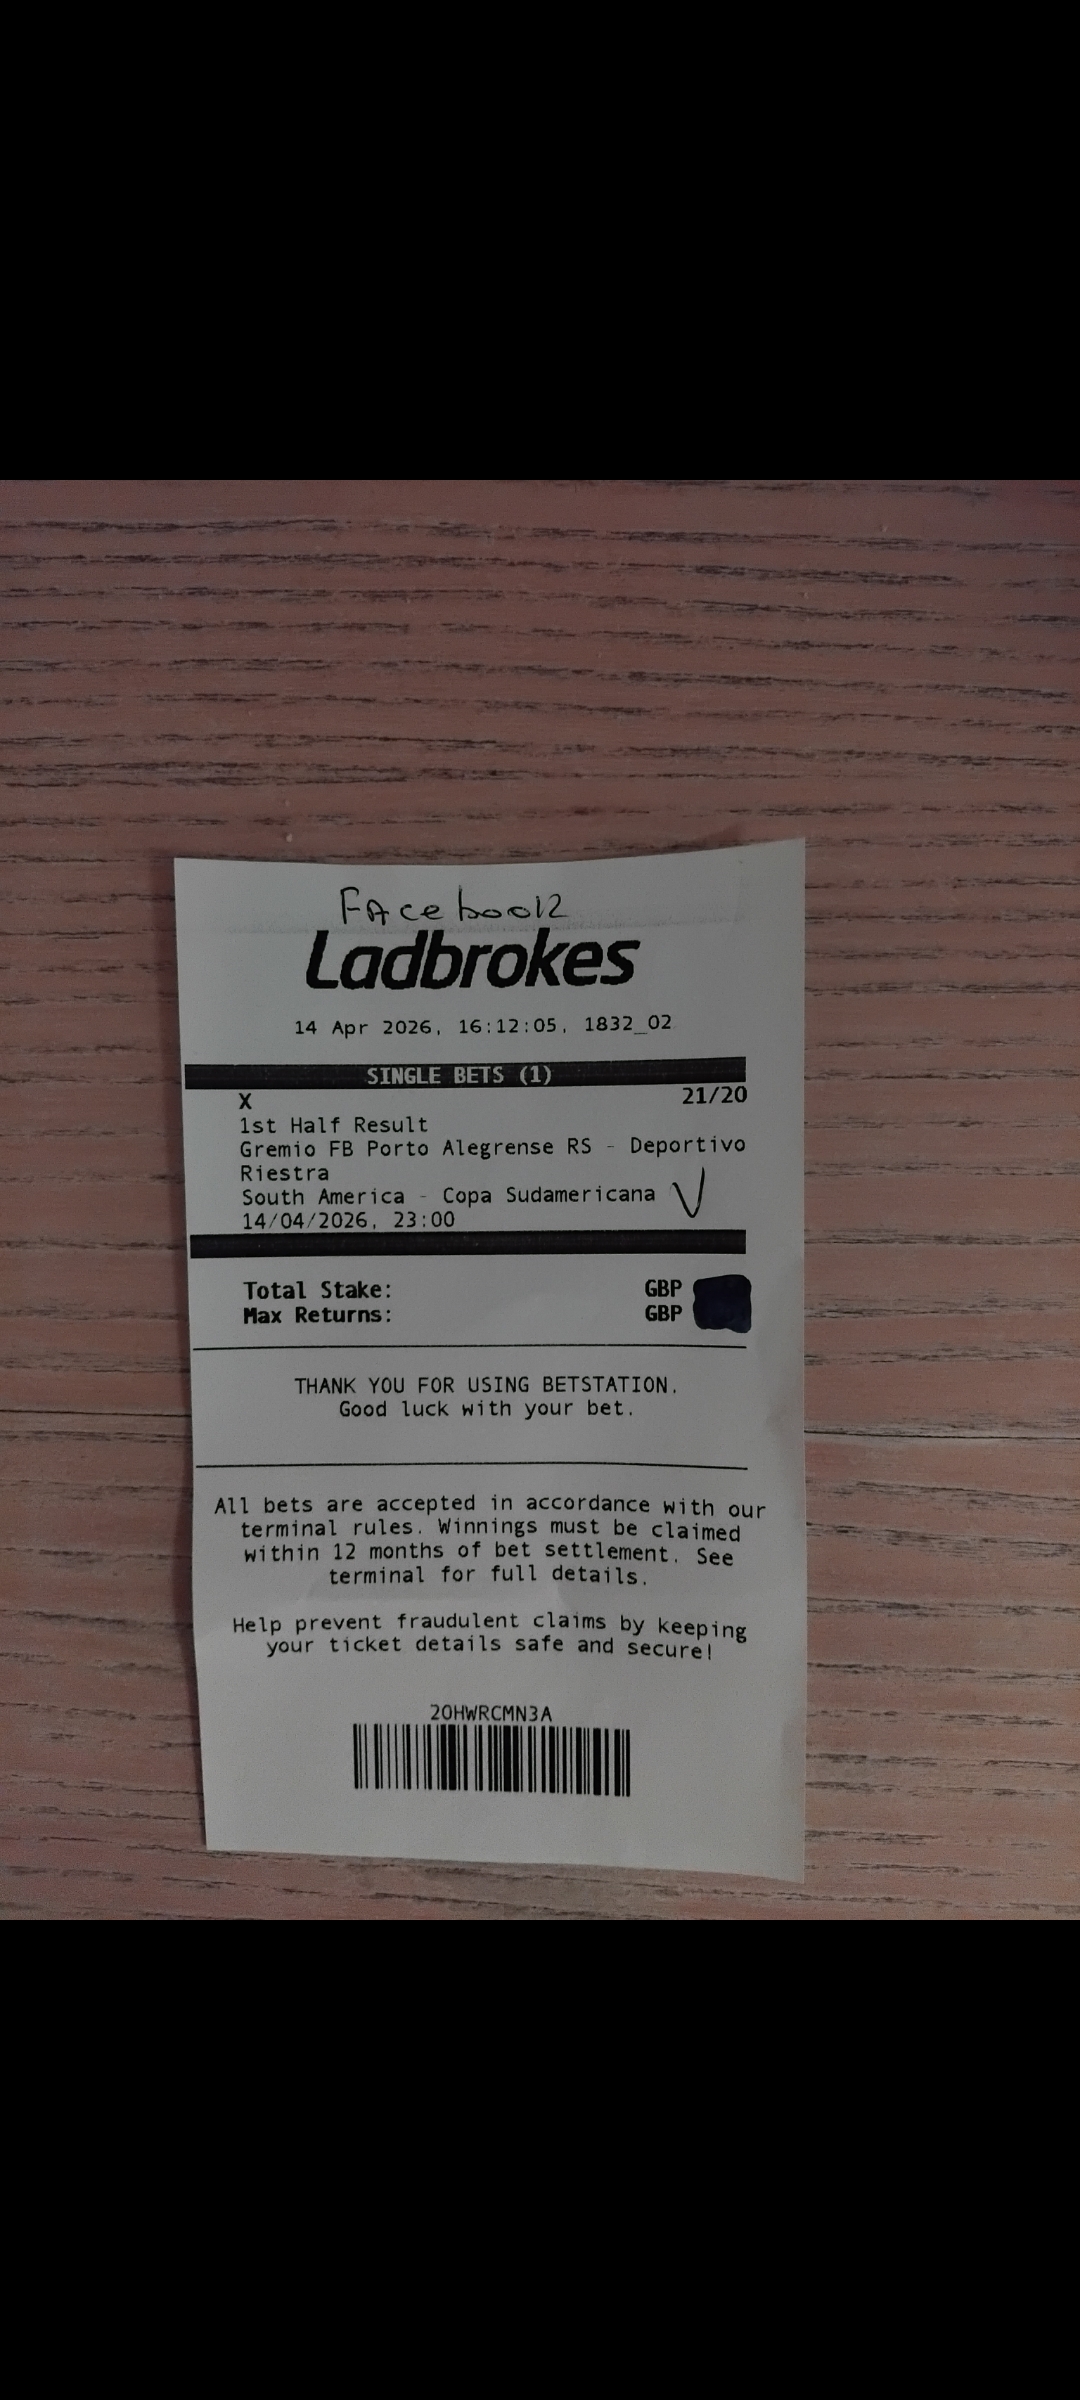 Facebook
Ladbrokes
14 Apr 2026, 16:12:05, 1832_02
SINGLE BETS (1)
X 21/20
1st Half Result
Gremio FB Porto Alegrense RS - Deportivo
Riestra
South America - Copa Sudamericana
14/04/2026, 23:00
Total Stake: GBP
Max Returns: GBP
THANK YOU FOR USING BETSTATION.
Good luck with your bet.
All bets are accepted in accordance with our
terminal rules. Winnings must be claimed
within 12 months of bet settlement. See
terminal for full details.
Help prevent fraudulent claims by keeping
your ticket details safe and secure!
20HWRCMN3A